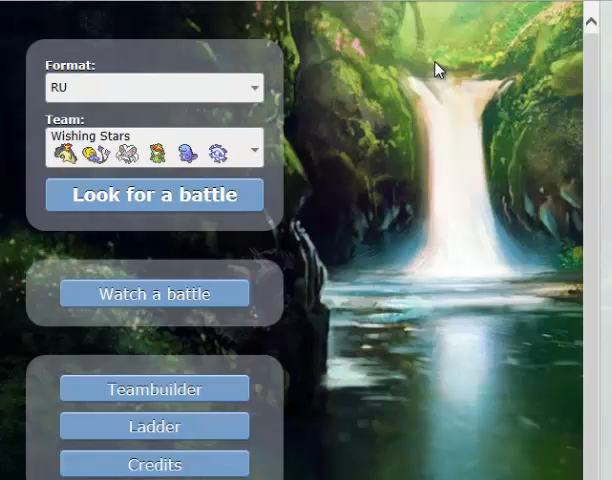 Format:
RU
Team:
Wishing Stars
Look for a battle
Watch a battle
Teambuilder
Ladder
Credits